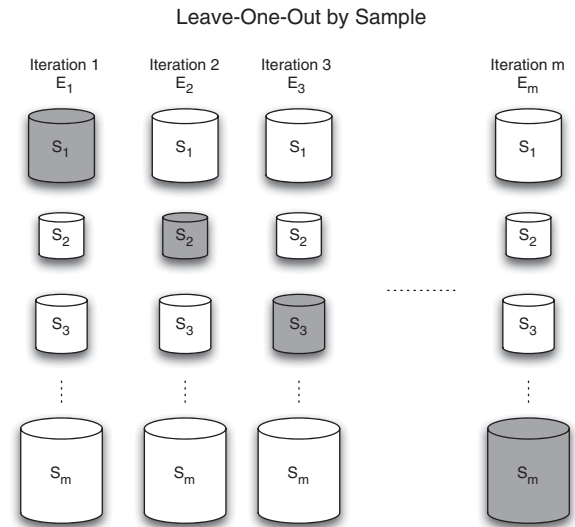 Leave-One-Out by Sample
Iteration 1 Iteration 2 Iteration 3 Iteration m
E₁ E₂ E₃ Eₘ
S₁ S₁ S₁ S₁
S₂ S₂ S₂ S₂
S₃ S₃ S₃ S₃
Sₘ Sₘ Sₘ Sₘ